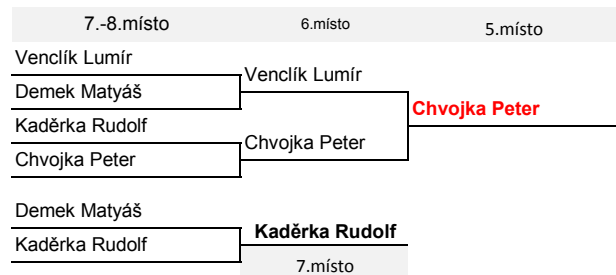 7.-8.místo 6.místo 5.místo
Venclík Lumír
Venclík Lumír
Demek Matyáš
Chvojka Peter
Kaděrka Rudolf
Chvojka Peter
Chvojka Peter
Demek Matyáš
Kaděrka Rudolf
Kaděrka Rudolf
7.místo